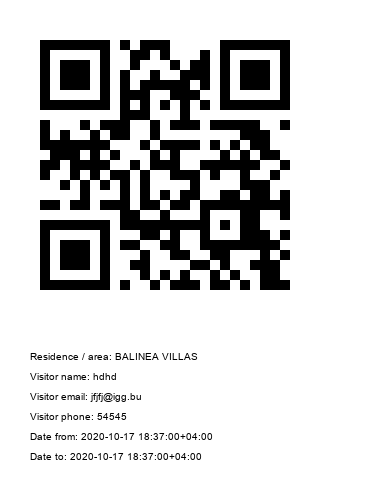 Residence / area: BALINEA VILLAS
Visitor name: hdhd
Visitor email: jfjfj@igg.bu
Visitor phone: 54545
Date from: 2020-10-17 18:37:00+04:00
Date to: 2020-10-17 18:37:00+04:00